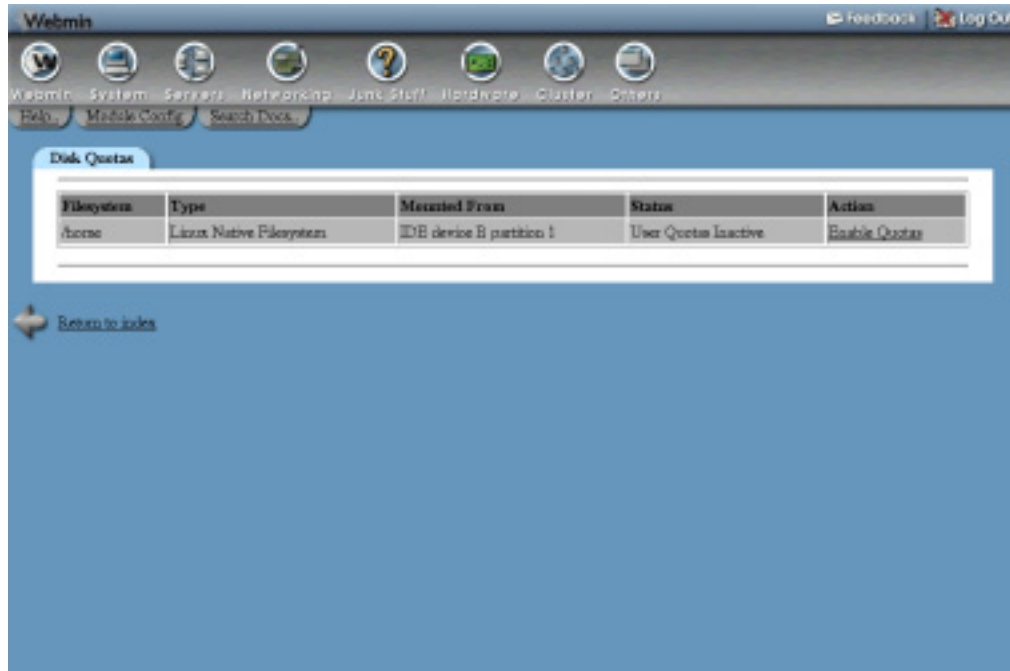 Webmin
Feedback
Log Ou
Webmin System Servers Networking Junk Stuff Hardware Cluster Others
Help.. Module Config Search Docs..
Disk Quotas
Filesystem Type Mounted From Status Action
/home Linux Native Filesystem IDE device B partition 1 User Quotas Inactive Enable Quotas
Return to index